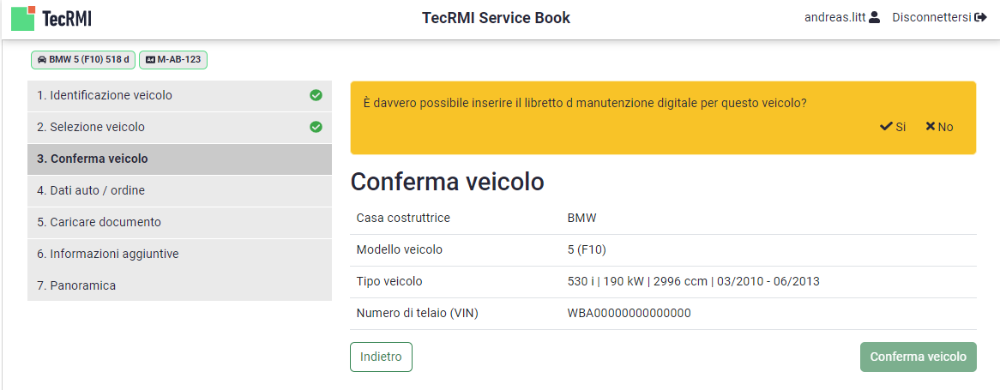 TecRMI
TecRMI Service Book
andreas.litt
Disconnettersi
BMW 5 (F10) 518 d
M-AB-123
1. Identificazione veicolo
2. Selezione veicolo
3. Conferma veicolo
4. Dati auto / ordine
5. Caricare documento
6. Informazioni aggiuntive
7. Panoramica
È davvero possibile inserire il libretto d manutenzione digitale per questo veicolo?
Si
No
Conferma veicolo
Casa costruttrice BMW
Modello veicolo 5 (F10)
Tipo veicolo 530 i | 190 kW | 2996 ccm | 03/2010 - 06/2013
Numero di telaio (VIN) WBA00000000000000
Indietro
Conferma veicolo